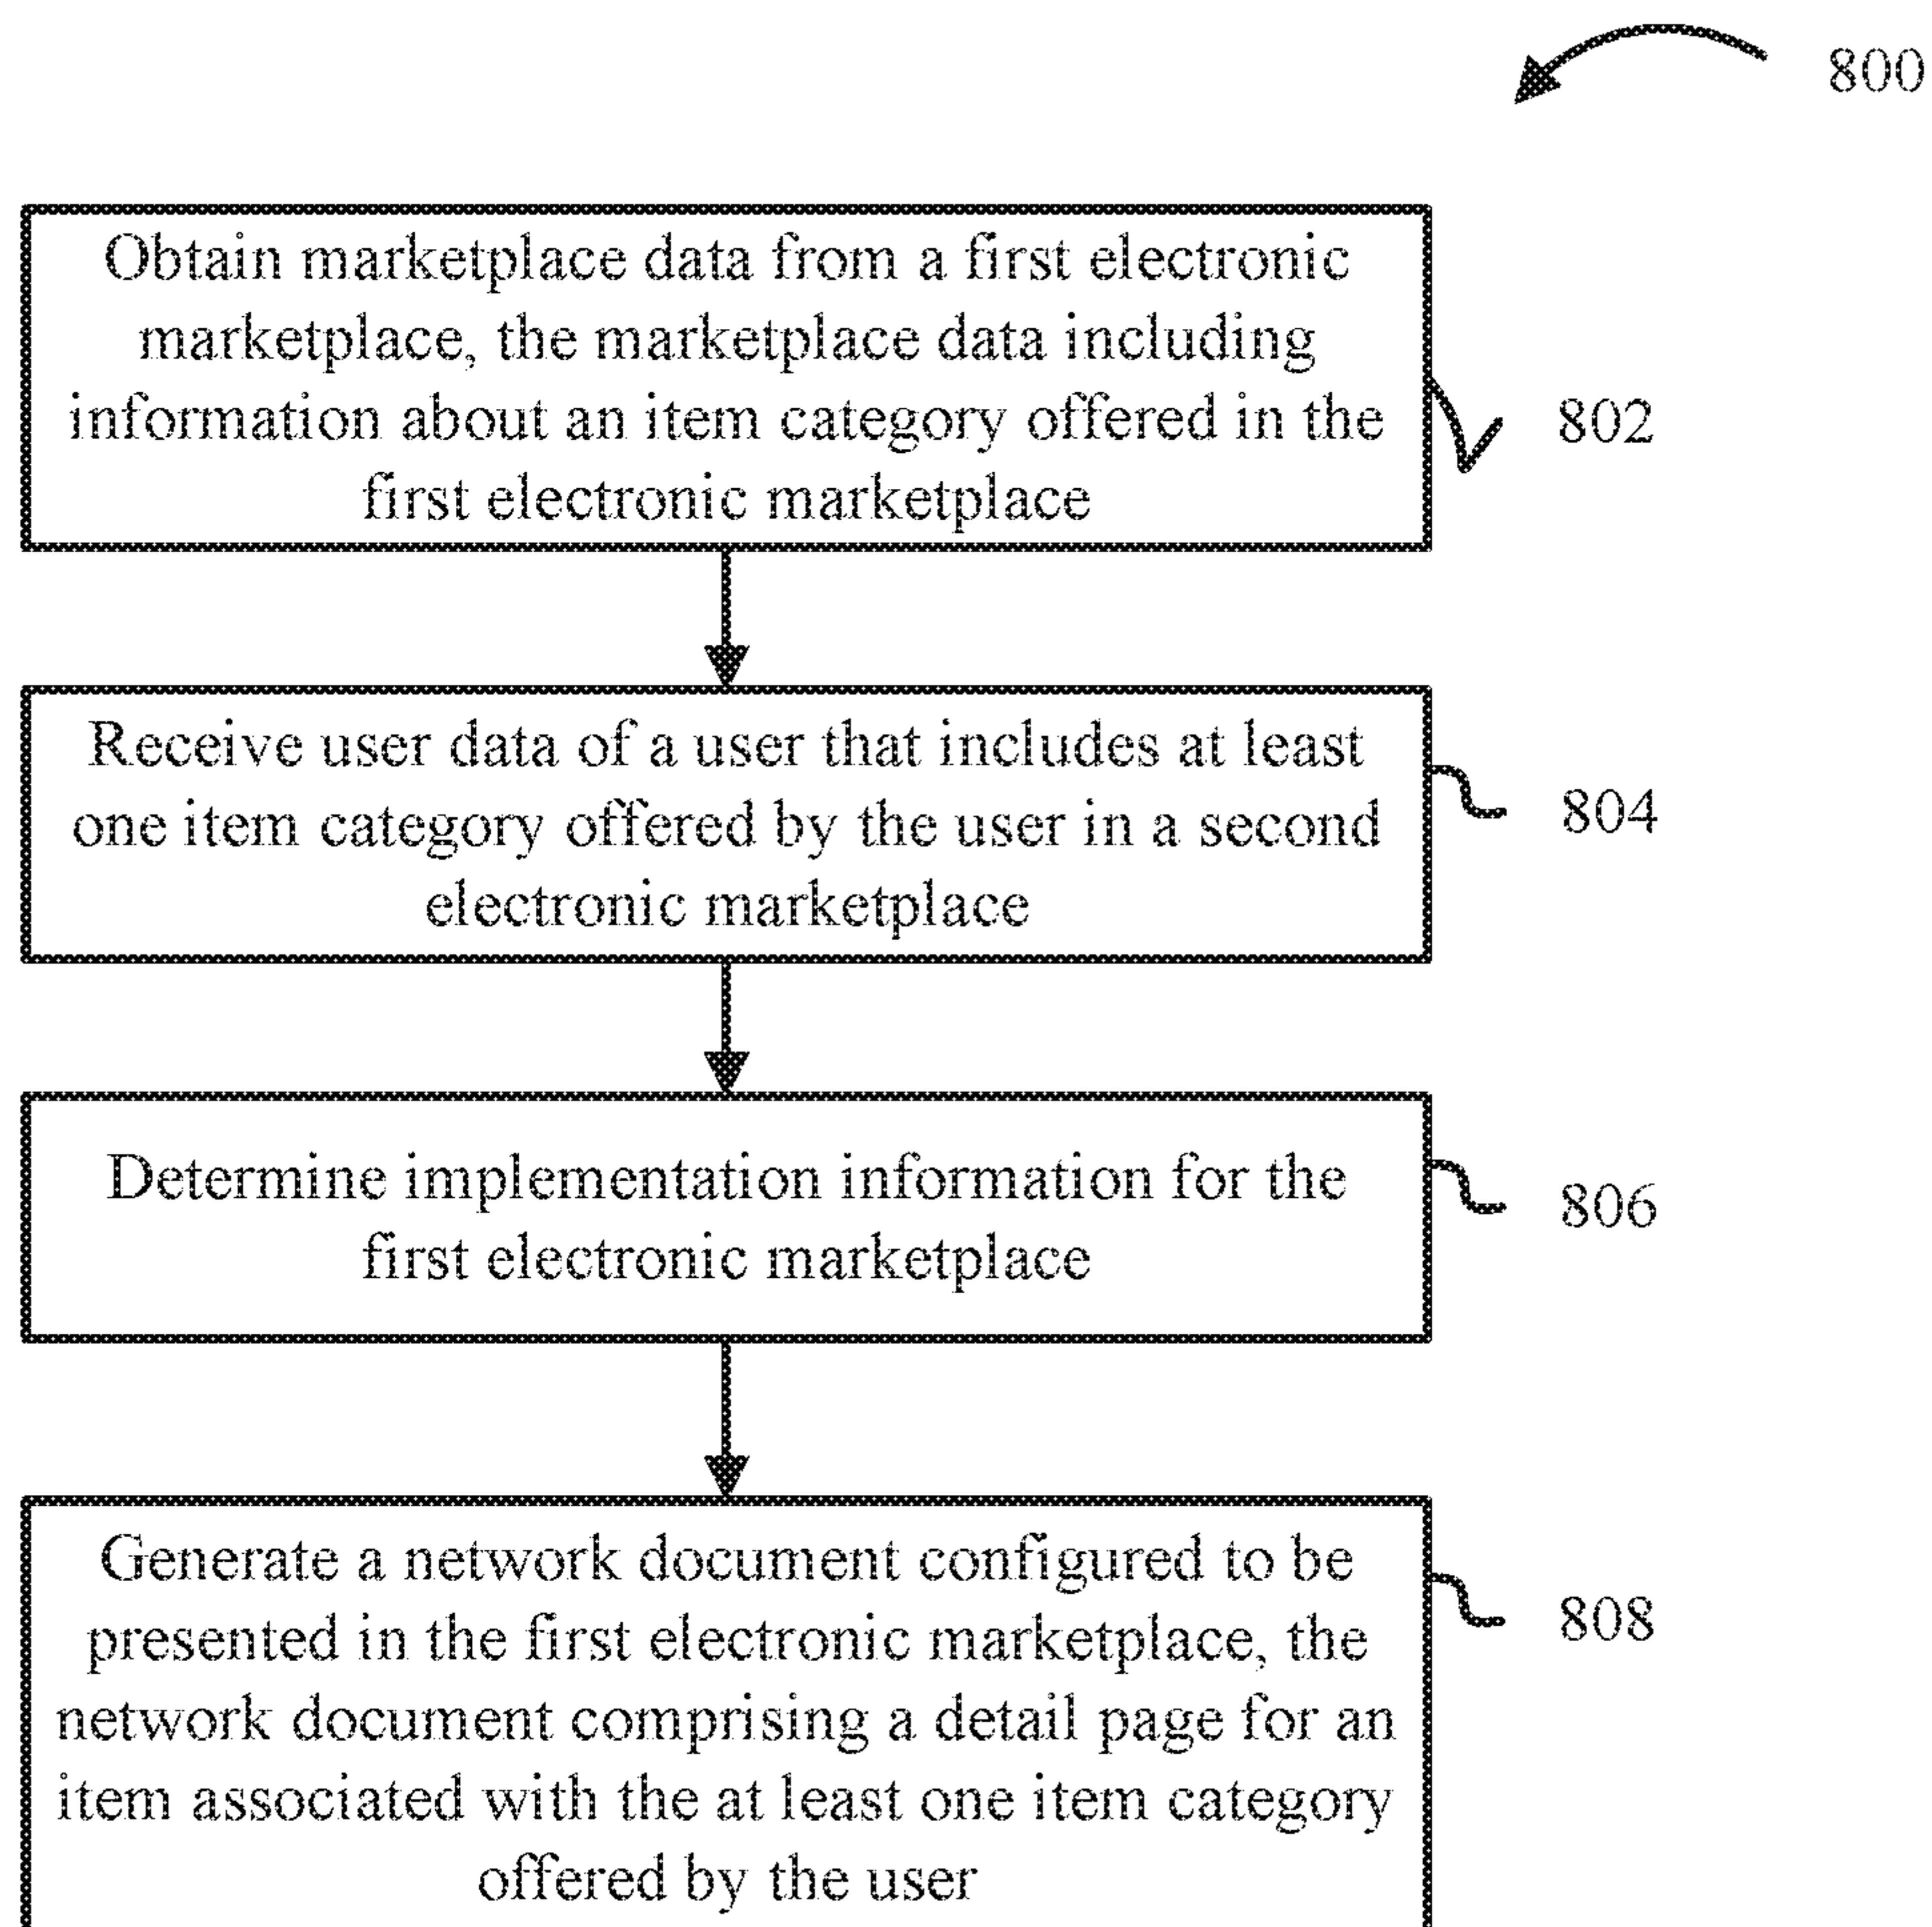 800
Obtain marketplace data from a first electronic
marketplace, the marketplace data including
information about an item category offered in the
first electronic marketplace
802
Receive user data of a user that includes at least
one item category offered by the user in a second
electronic marketplace
804
Determine implementation information for the
first electronic marketplace
806
Generate a network document configured to be
presented in the first electronic marketplace, the
network document comprising a detail page for an
item associated with the at least one item category
offered by the user
808